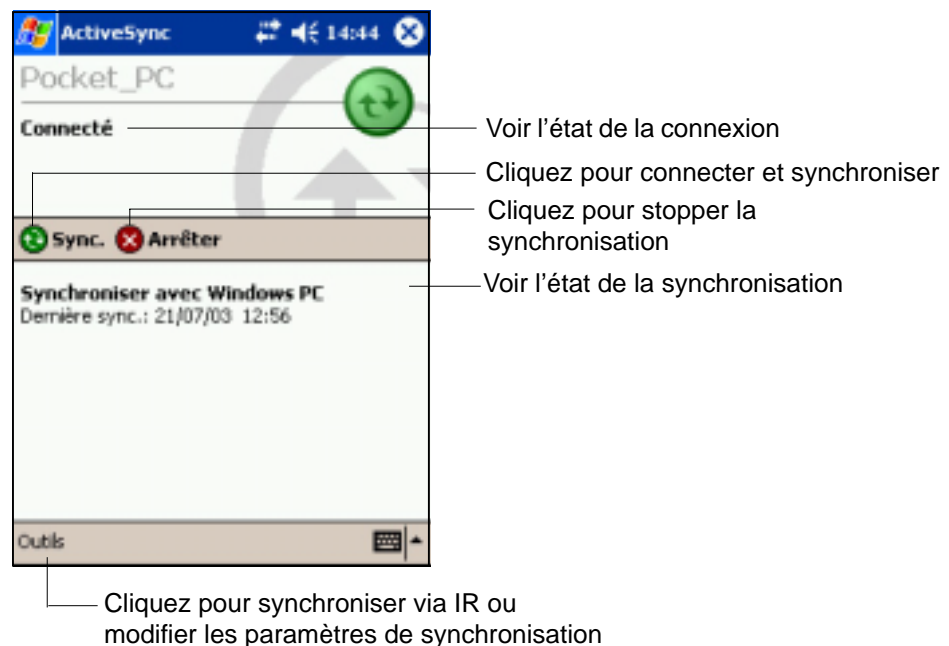 ActiveSync 14:44
Pocket_PC
Connecté
Voir l'état de la connexion
Cliquez pour connecter et synchroniser
Cliquez pour stopper la
synchronisation
Sync. Arrêter
Voir l'état de la synchronisation
Synchroniser avec Windows PC
Dernière sync.: 21/07/03 12:56
Outils
Cliquez pour synchroniser via IR ou
modifier les paramètres de synchronisation